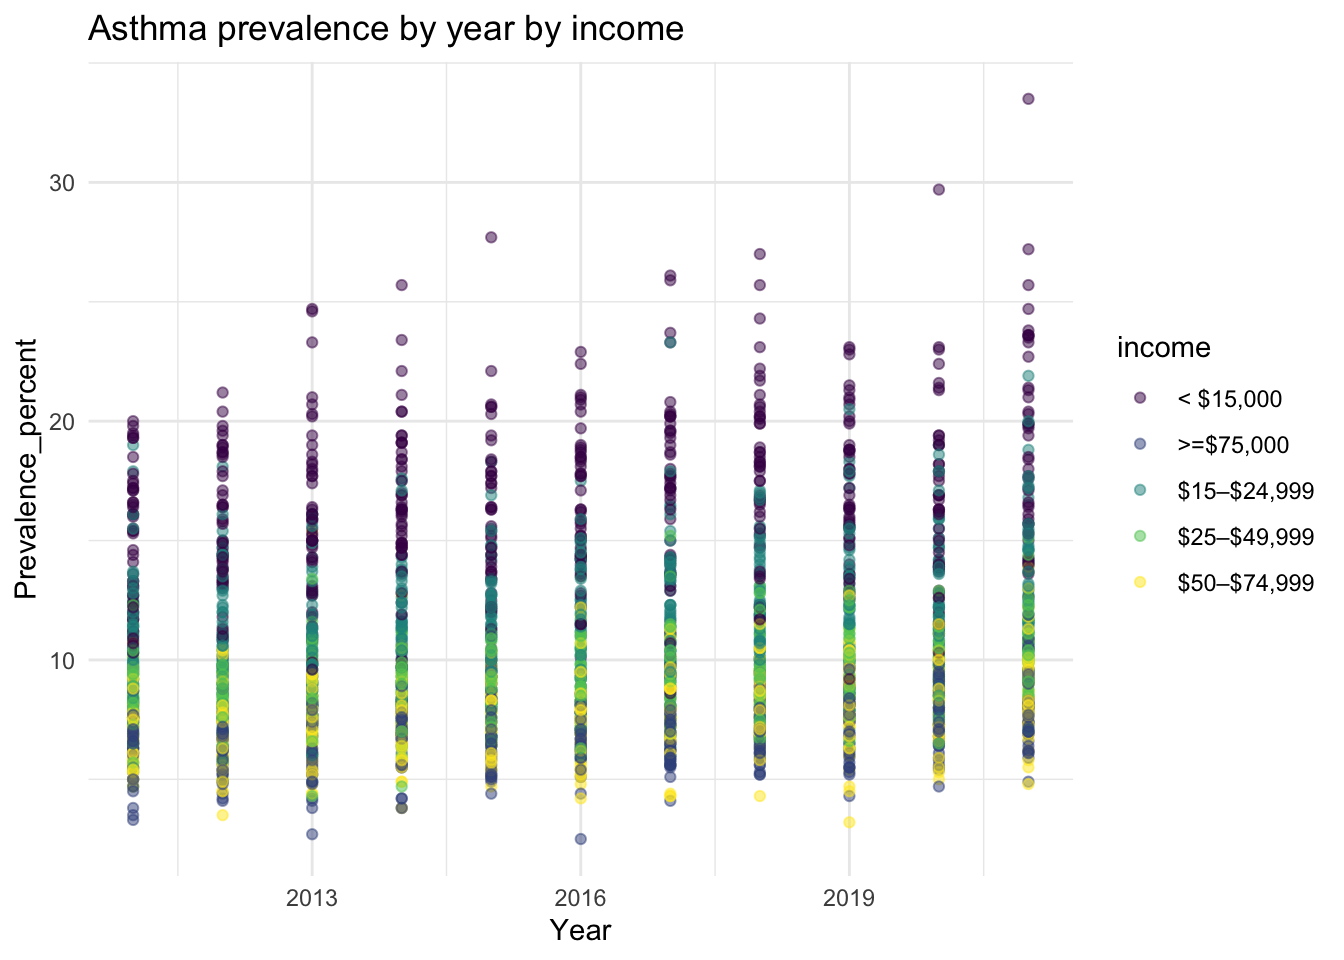 Asthma prevalence by year by income
30
20
10
Prevalence_percent
2013
2016
2019
Year
income
< $15,000
>=$75,000
$15–$24,999
$25–$49,999
$50–$74,999